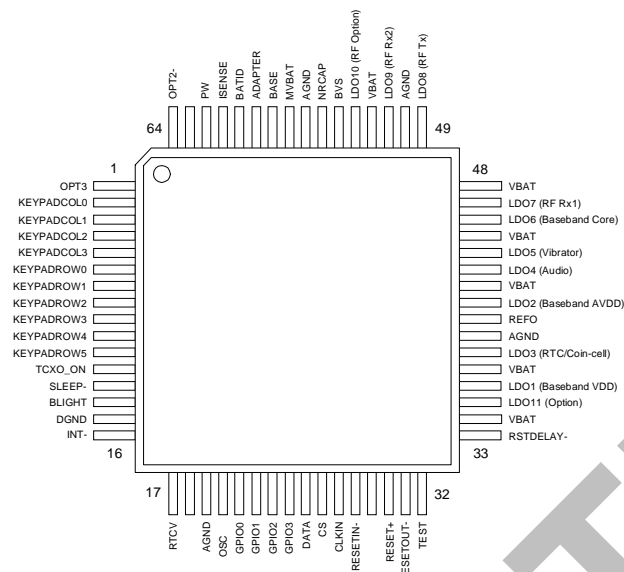 OPT2-
PW
ISENSE
BATID
ADAPTER
BASE
MVBAT
AGND
NRCAP
BVS
LDO10 (RF Option)
VBAT
LDO9 (RF Rx2)
AGND
LDO8 (RF Tx)
64
49
1
48
OPT3
KEYPADCOL0
KEYPADCOL1
KEYPADCOL2
KEYPADCOL3
KEYPADROW0
KEYPADROW1
KEYPADROW2
KEYPADROW3
KEYPADROW4
KEYPADROW5
TCXO_ON
SLEEP-
BLIGHT
DGND
INT-
VBAT
LDO7 (RF Rx1)
LDO6 (Baseband Core)
VBAT
LDO5 (Vibrator)
LDO4 (Audio)
VBAT
LDO2 (Baseband AVDD)
REFO
AGND
LDO3 (RTC/Coin-cell)
VBAT
LDO1 (Baseband VDD)
LDO11 (Option)
VBAT
RSTDELAY-
16
33
17
32
RTCV
AGND
OSC
GPIO0
GPIO1
GPIO2
GPIO3
DATA
CS
CLKIN
RESETIN-
RESET+
ESETOUT-
TEST